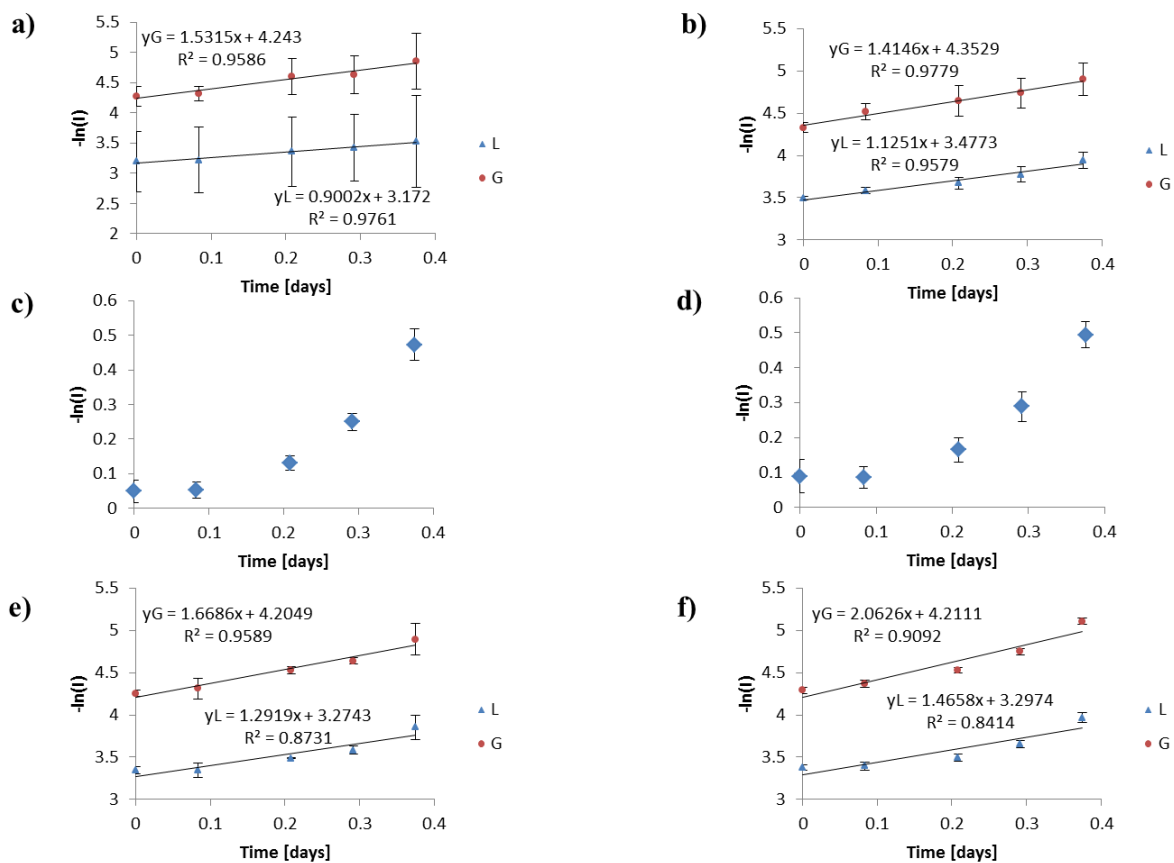 a)
yG = 1.5315x + 4.243
R² = 0.9586
yL = 0.9002x + 3.172
R² = 0.9761
-ln(I)
5.5
5
4.5
4
3.5
3
2.5
2
0 0.1 0.2 0.3 0.4
Time [days]
L
G
b)
yG = 1.4146x + 4.3529
R² = 0.9779
yL = 1.1251x + 3.4773
R² = 0.9579
-ln(I)
5.5
5
4.5
4
3.5
3
0 0.1 0.2 0.3 0.4
Time [days]
L
G
c)
-ln(I)
0.6
0.5
0.4
0.3
0.2
0.1
0
0 0.1 0.2 0.3 0.4
Time [days]
d)
-ln(I)
0.6
0.5
0.4
0.3
0.2
0.1
0
0 0.1 0.2 0.3 0.4
Time [days]
e)
yG = 1.6686x + 4.2049
R² = 0.9589
yL = 1.2919x + 3.2743
R² = 0.8731
-ln(I)
5.5
5
4.5
4
3.5
3
0 0.1 0.2 0.3 0.4
Time [days]
L
G
f)
yG = 2.0626x + 4.2111
R² = 0.9092
yL = 1.4658x + 3.2974
R² = 0.8414
-ln(I)
5.5
5
4.5
4
3.5
3
0 0.1 0.2 0.3 0.4
Time [days]
L
G